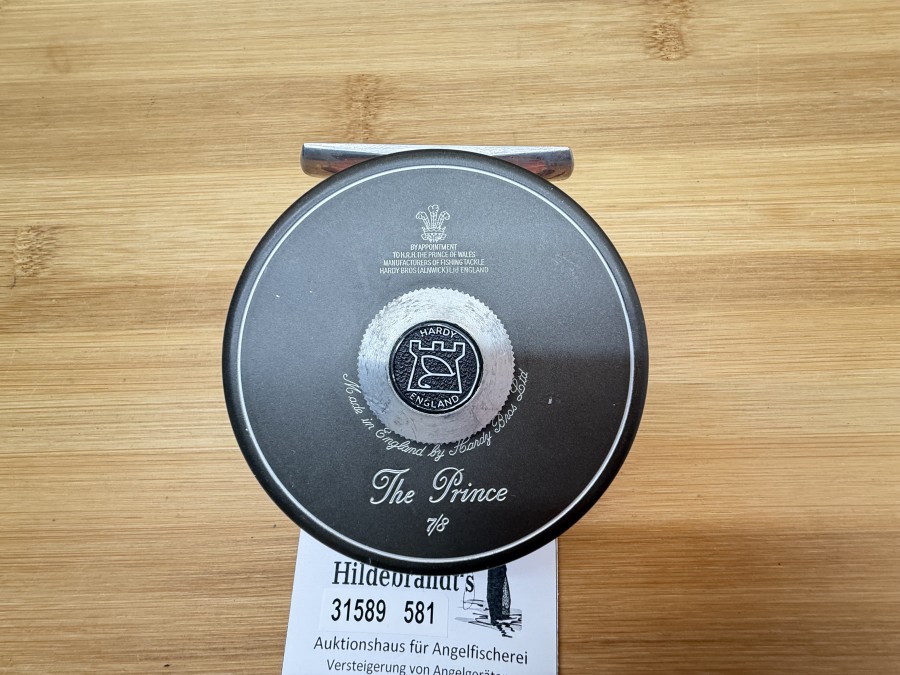 BY APPOINTMENT
TO H.R.H. THE PRINCE OF WALES
MANUFACTURERS OF FISHING TACKLE
HARDY BROS (ALNWICK) Ltd ENGLAND
HARDY
ENGLAND
Made in England by Hardy Bros Ltd
The Prince
7/8
Hildebrandt's
31589 581
Auktionshaus für Angelfischerei
Versteigerung von Angelgeräte